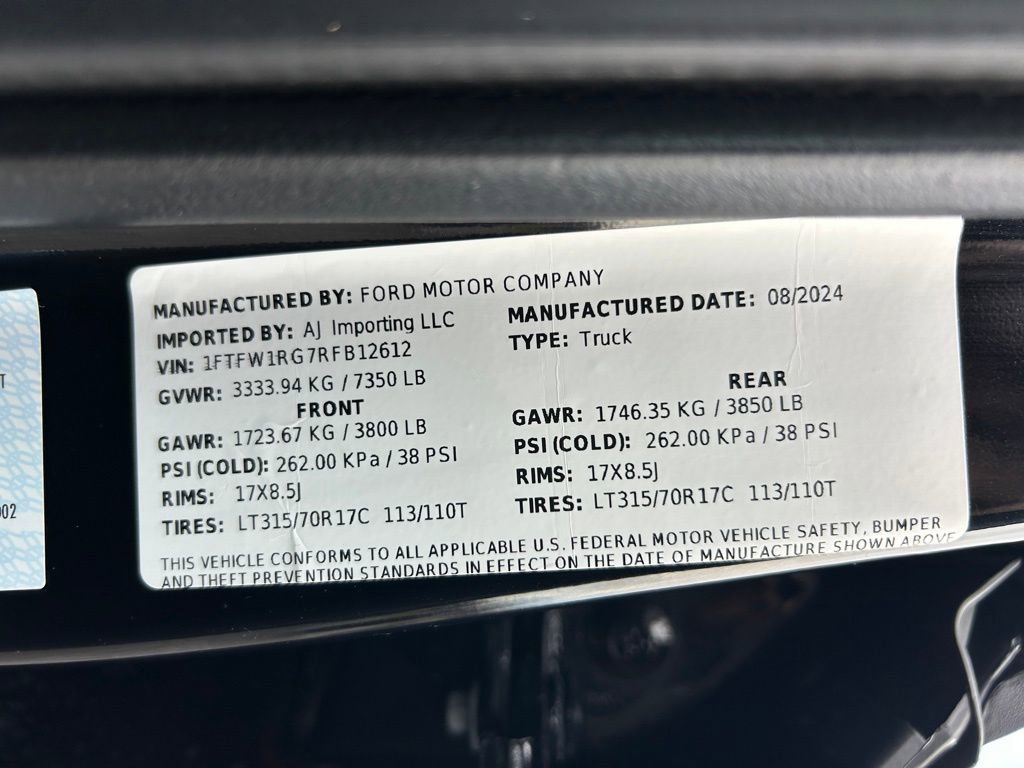 MANUFACTURED BY: FORD MOTOR COMPANY
IMPORTED BY: AJ Importing LLC
MANUFACTURED DATE: 08/2024
VIN: 1FTFW1RG7RFB12612
TYPE: Truck
GVWR: 3333.94 KG / 7350 LB
FRONT
REAR
GAWR: 1723.67 KG / 3800 LB
GAWR: 1746.35 KG / 3850 LB
PSI (COLD): 262.00 KPa / 38 PSI
PSI (COLD): 262.00 KPa / 38 PSI
RIMS: 17X8.5J
RIMS: 17X8.5J
TIRES: LT315/70R17C 113/110T
TIRES: LT315/70R17C 113/110T
THIS VEHICLE CONFORMS TO ALL APPLICABLE U.S. FEDERAL MOTOR VEHICLE SAFETY, BUMPER
AND THEFT PREVENTION STANDARDS IN EFFECT ON THE DATE OF MANUFACTURE SHOWN ABOVE